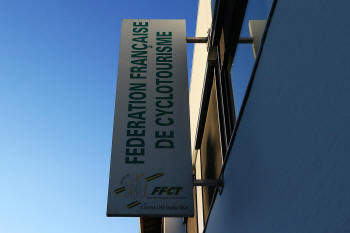 FEDERATION FRANÇAISE
DE CYCLOTOURISME
FFCT